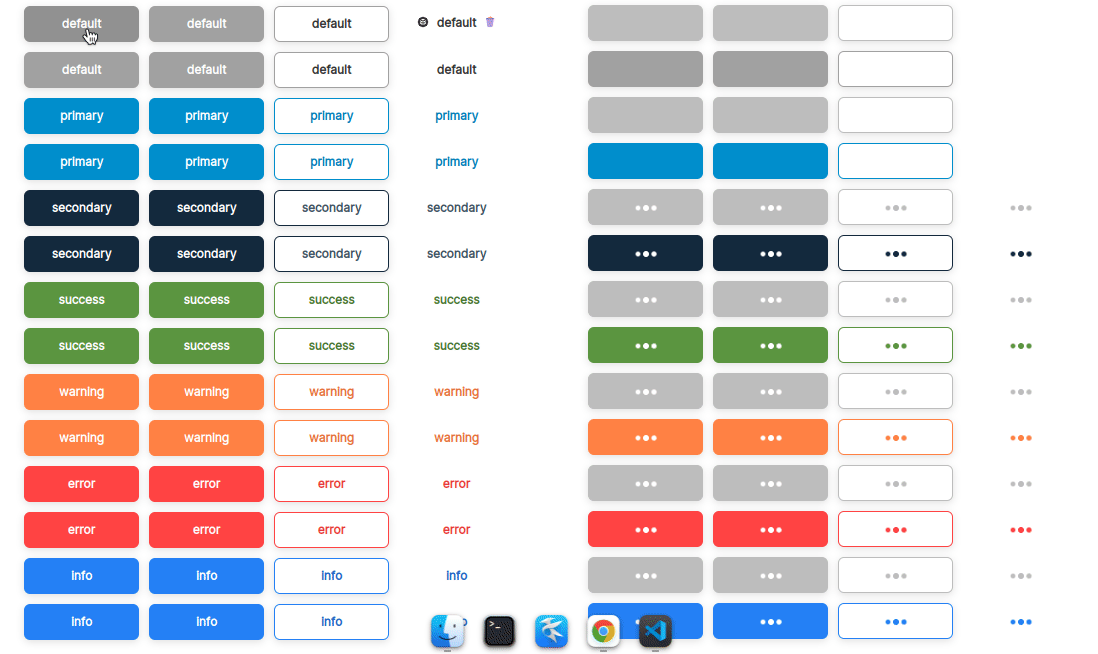 default default default default
default default default default
primary primary primary primary
primary primary primary primary
secondary secondary secondary secondary
secondary secondary secondary secondary
success success success success
success success success success
warning warning warning warning
warning warning warning warning
error error error error
error error error error
info info info info
info info info